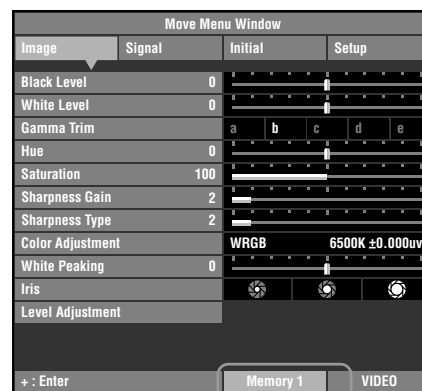 Move Menu Window
Image Signal Initial Setup
Black Level 0
White Level 0
Gamma Trim a b c d e
Hue 0
Saturation 100
Sharpness Gain 2
Sharpness Type 2
Color Adjustment WRGB 6500K ±0.000uv
White Peaking 0
Iris
Level Adjustment
+ : Enter Memory 1 VIDEO